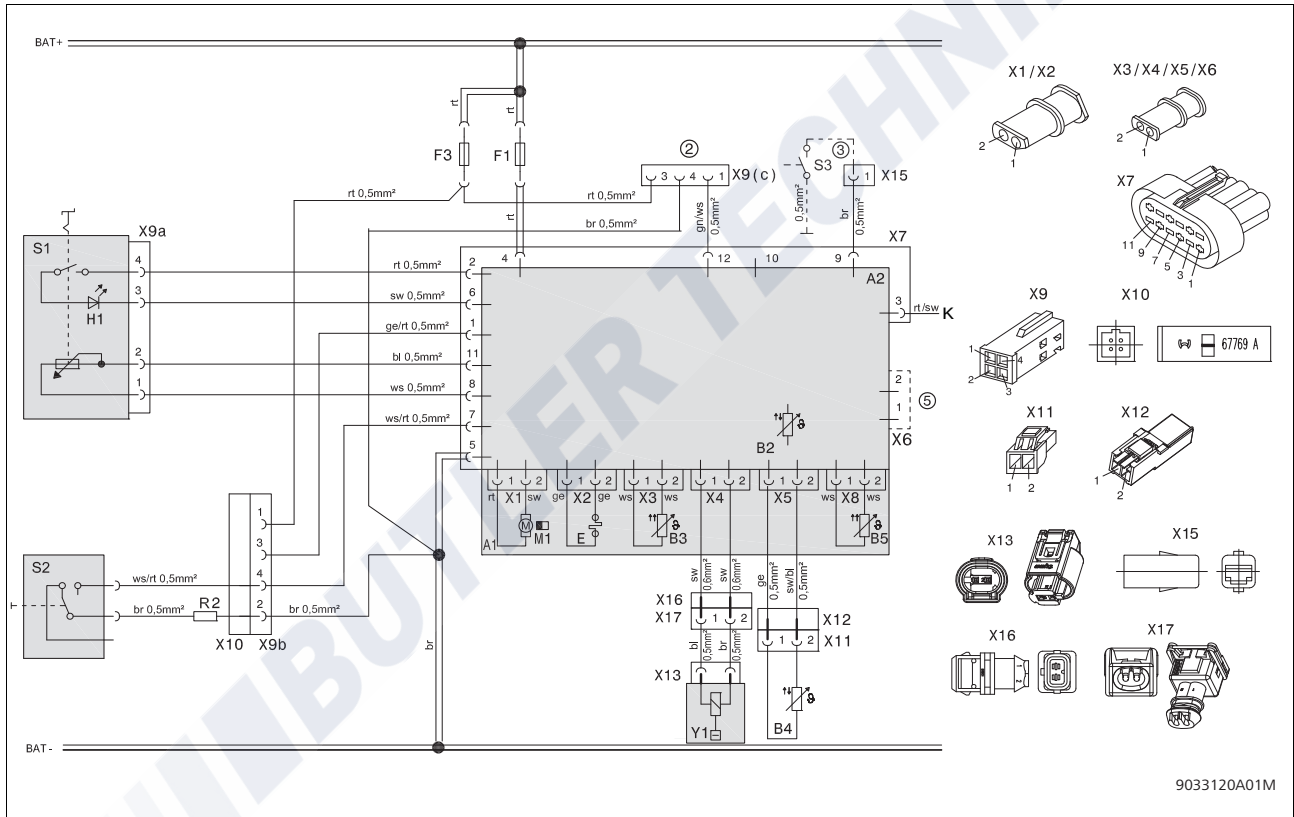 BAT+
X1/X2
X3/X4/X5/X6
2
1
2
1
rt
rt
F3
F1
②
3
4
1
X9(c)
S3
③
1
X15
X7
11
9
7
5
3
1
rt 0,5mm²
rt 0,5mm²
br 0,5mm²
gn/ws
0,5mm²
0,5mm²
br
0,5mm²
rt
X7
S1
X9a
4
3
2
1
H1
rt 0,5mm²
sw 0,5mm²
ge/rt 0,5mm²
bl 0,5mm²
ws 0,5mm²
ws/rt 0,5mm²
2
6
1
11
8
7
5
4
12
10
9
A2
3
rt/sw
K
2
1
⑤
X6
B2
X9
1
4
2
3
X10
67769 A
X11
1
2
X12
1
2
1
2
X1
rt
sw
M
M1
A1
1
2
X2
ge
ge
E
1
2
X3
ws
ws
B3
1
2
X4
1
2
X5
1
2
X8
ws
ws
B5
S2
ws/rt 0,5mm²
br 0,5mm²
R2
1
3
4
2
X10
X9b
br 0,5mm²
br
sw
0,6mm²
sw
0,6mm²
X16
X17
1
2
bl
0,5mm²
br
0,5mm²
X13
Y1
ge
0,5mm²
sw/bl
0,5mm²
X12
X11
1
2
B4
X13
X15
X16
1
2
X17
BAT-
BUTLER TECHNIK
9033120A01M